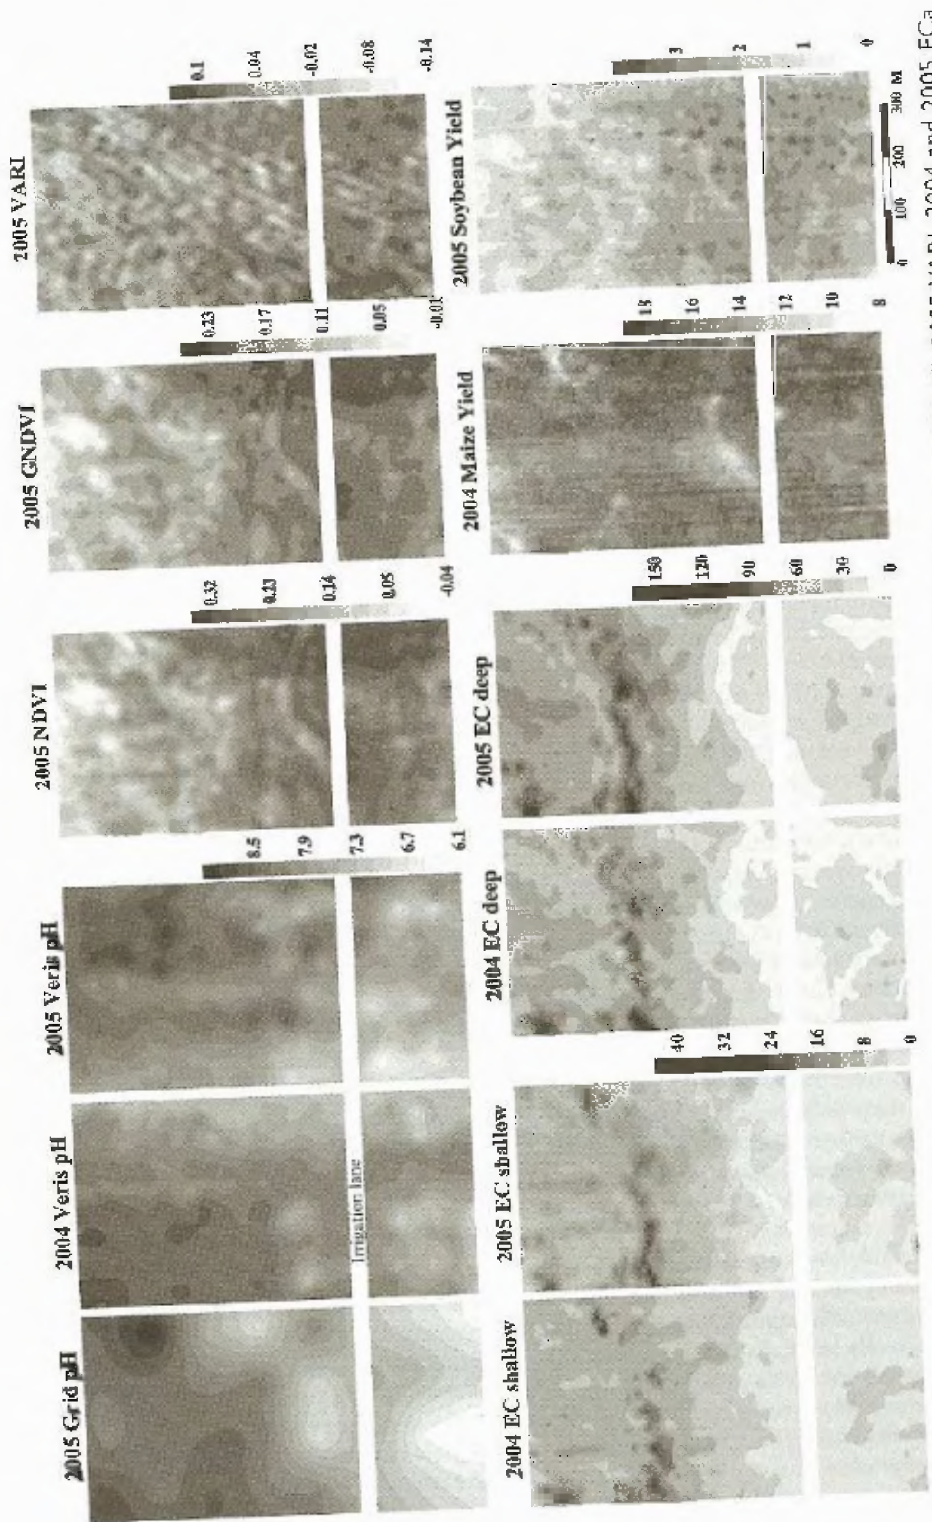 2005 Grid pH
2004 Veris pH
2005 Veris pH
8.5
7.9
7.3
6.7
6.1
Irrigation lane
2005 NDVI
0.32
0.23
0.14
0.05
-0.04
2005 GNDVI
0.23
0.17
0.11
0.05
-0.01
2005 VARI
0.1
0.04
-0.02
-0.08
-0.14
2004 EC shallow
2005 EC shallow
40
32
24
16
8
0
2004 EC deep
2005 EC deep
150
120
90
60
30
0
2004 Maize Yield
18
16
14
12
10
8
2005 Soybean Yield
3
2
1
0
0 100 200 300 M
VARI, 2004 and 2005 ECa